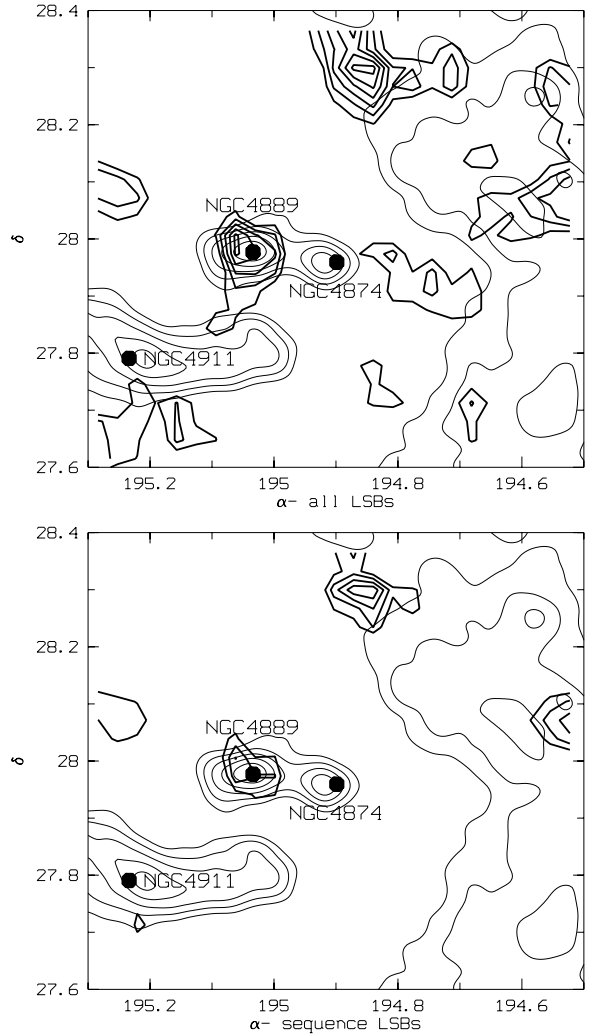 28.4
28.2
28
27.8
27.6
δ
NGC4889
NGC4874
NGC4911
195.2 195 194.8 194.6
α- all LSBs
28.4
28.2
28
27.8
27.6
δ
NGC4889
NGC4874
NGC4911
195.2 195 194.8 194.6
α- sequence LSBs